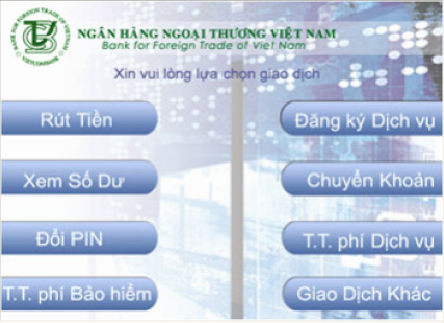 BANK FOR FOREIGN TRADE OF VIETNAM
VIETCOMBANK
NGÂN HÀNG NGOẠI THƯƠNG VIỆT NAM
Bank for Foreign Trade of Viet Nam
Xin vui lòng lựa chọn giao dịch
Rút Tiền
Đăng ký Dịch vụ
Xem Số Dư
Chuyển Khoản
Đổi PIN
T.T. phí Dịch vụ
T.T. phí Bảo hiểm
Giao Dịch Khác